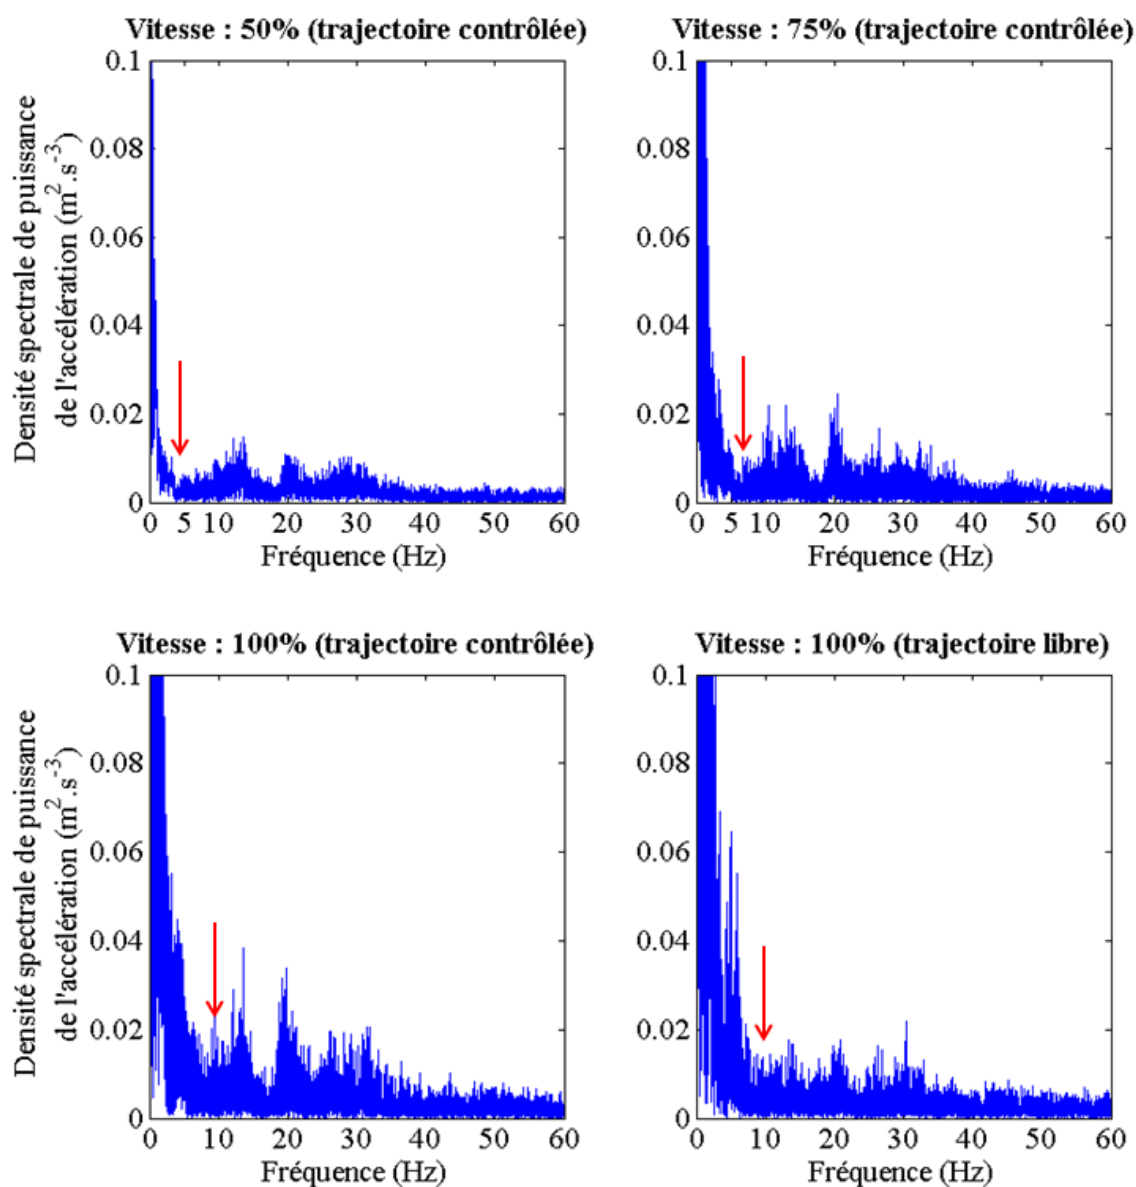 Vitesse : 50% (trajectoire contrôlée)
Densité spectrale de puissance
de l'accélération (m².s⁻³)
0.1
0.08
0.06
0.04
0.02
0
0 5 10 20 30 40 50 60
Fréquence (Hz)
Vitesse : 75% (trajectoire contrôlée)
0.1
0.08
0.06
0.04
0.02
0
0 5 10 20 30 40 50 60
Fréquence (Hz)
Vitesse : 100% (trajectoire contrôlée)
Densité spectrale de puissance
de l'accélération (m².s⁻³)
0.1
0.08
0.06
0.04
0.02
0
0 10 20 30 40 50 60
Fréquence (Hz)
Vitesse : 100% (trajectoire libre)
0.1
0.08
0.06
0.04
0.02
0
0 10 20 30 40 50 60
Fréquence (Hz)